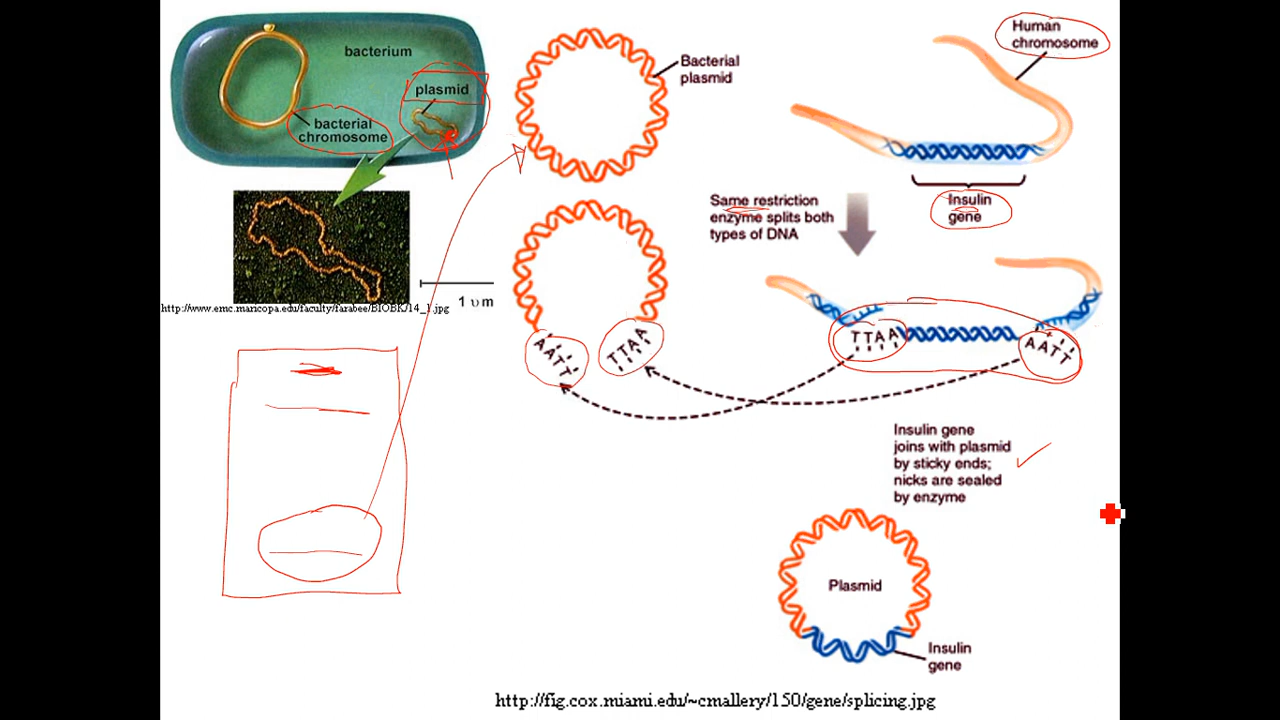 bacterium
plasmid
bacterial
chromosome
1 υm
http://www.emc.maricopa.edu/faculty/farabee/BIOBK/14_1.jpg
Bacterial
plasmid
Human
chromosome
Insulin
gene
Same restriction
enzyme splits both
types of DNA
AATT
TTAA
TTAA
AATT
Insulin gene
joins with plasmid
by sticky ends;
nicks are sealed
by enzyme
Plasmid
Insulin
gene
http://fig.cox.miami.edu/~cmallery/150/gene/splicing.jpg